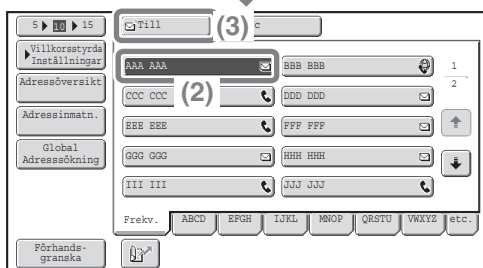 5 10 15
Till
(3)
c
Villkorsstyrda
Inställningar
AAA AAA
BBB BBB
1
2
Adressöversikt
CCC CCC
(2)
DDD DDD
Adressinmatn.
EEE EEE
FFF FFF
Global
Adresssökning
GGG GGG
HHH HHH
III III
JJJ JJJ
Frekv.
ABCD
EFGH
IJKL
MNOP
QRSTU
VWXYZ
etc.
Förhands-
granska